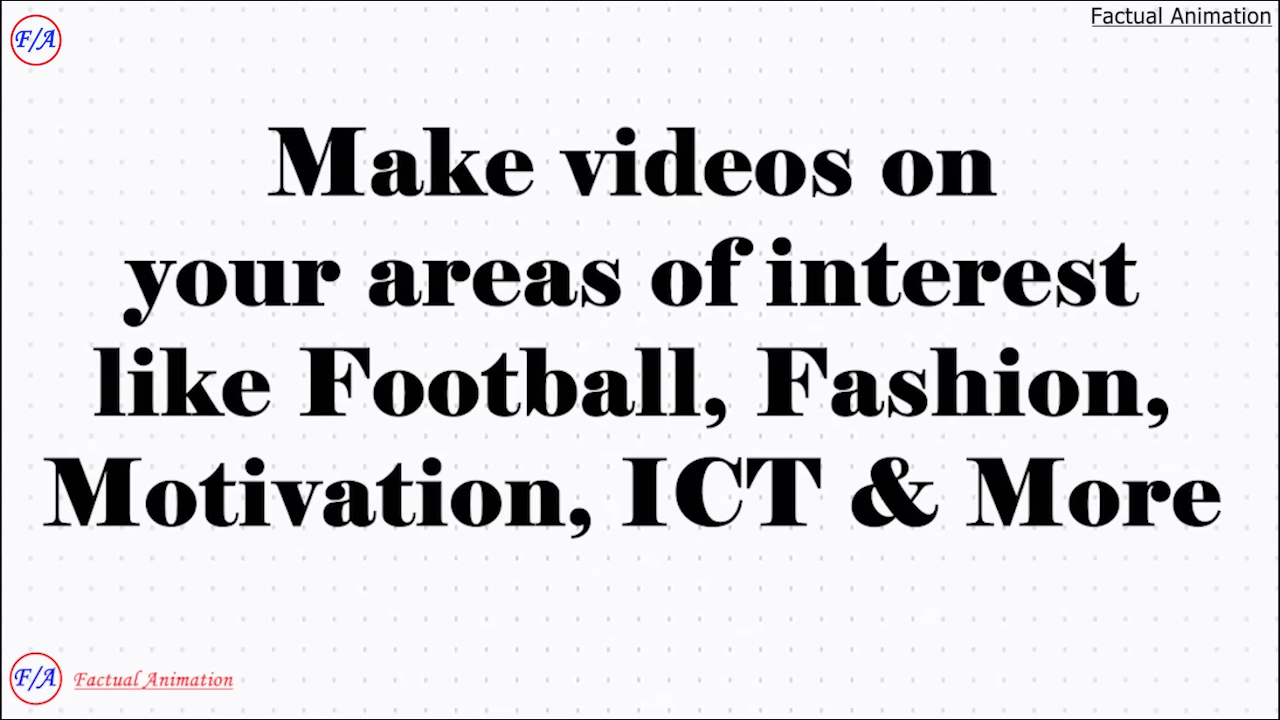 F/A
Factual Animation
Make videos on
your areas of interest
like Football, Fashion,
Motivation, ICT & More
F/A Factual Animation